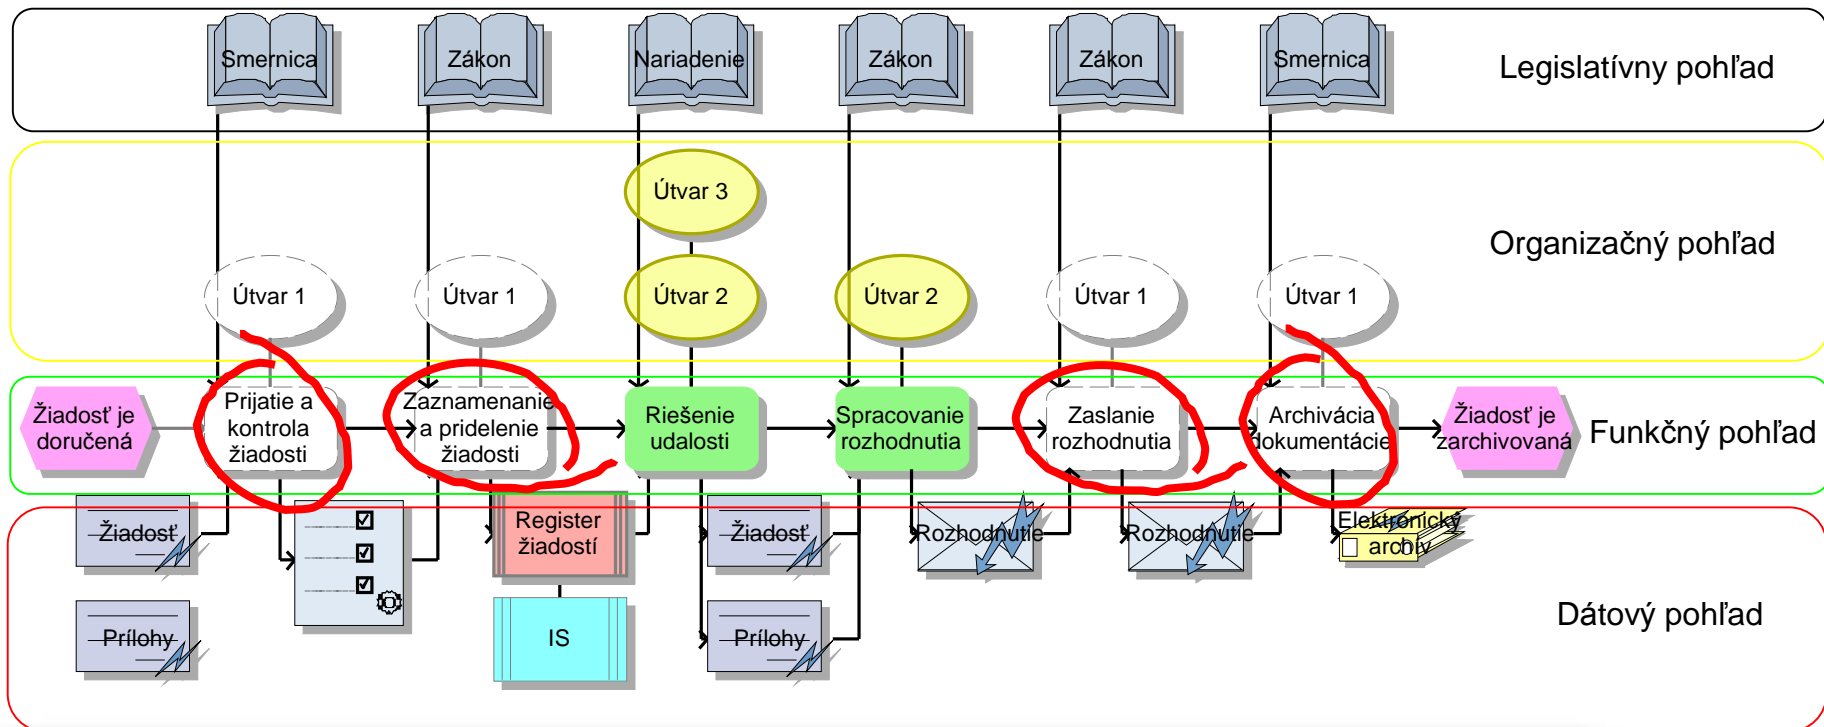 Smernica
Zákon
Nariadenie
Zákon
Zákon
Smernica
Legislatívny pohľad
Útvar 3
Organizačný pohľad
Útvar 1
Útvar 1
Útvar 2
Útvar 2
Útvar 1
Útvar 1
Žiadosť je
doručená
Prijatie a
kontrola
žiadosti
Zaznamenanie
a pridelenie
žiadosti
Riešenie
udalosti
Spracovanie
rozhodnutia
Zaslanie
rozhodnutia
Archivácia
dokumentácie
Žiadosť je
zarchivovaná
Funkčný pohľad
Žiadosť
Register
žiadostí
Žiadosť
Rozhodnutie
Rozhodnutie
Elektronický
archív
Prílohy
IS
Prílohy
Dátový pohľad